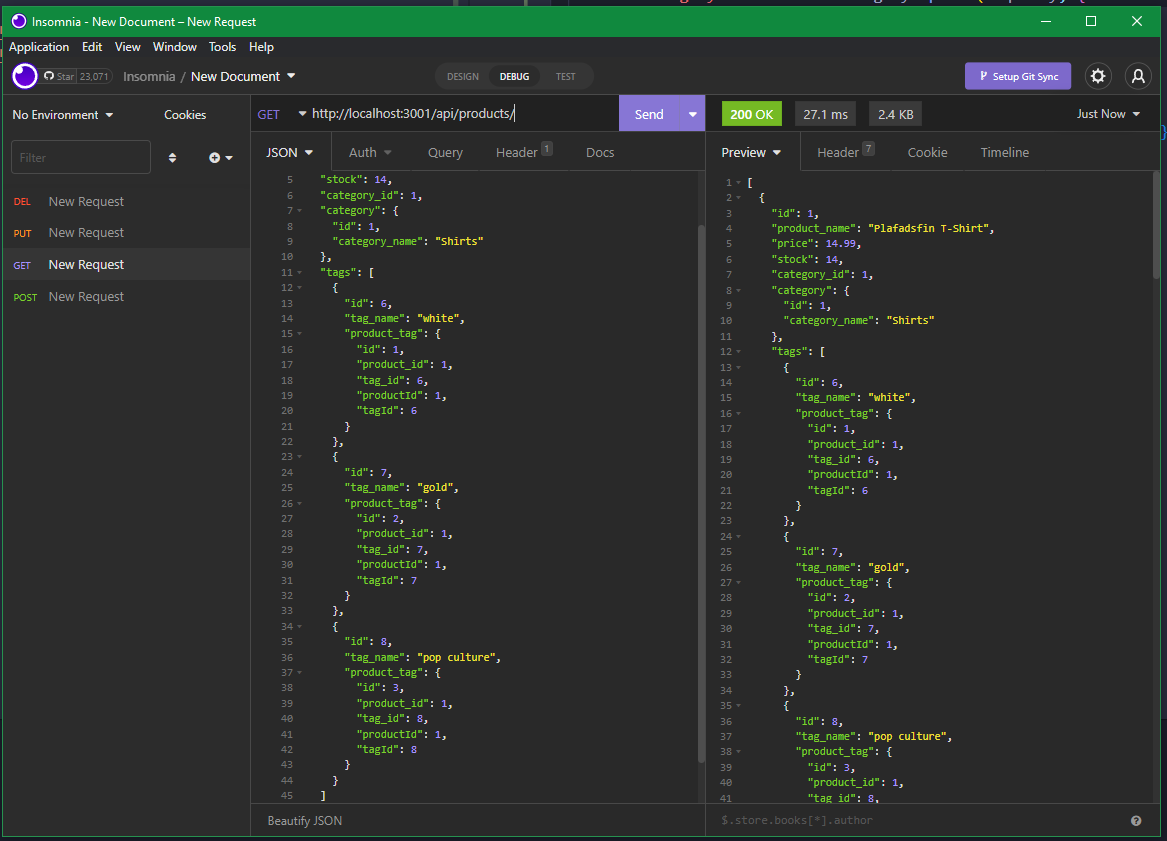 Insomnia - New Document – New Request
Application Edit View Window Tools Help
Star 23,071 Insomnia / New Document DESIGN DEBUG TEST Setup Git Sync
No Environment Cookies
Filter
DEL New Request
PUT New Request
GET New Request
POST New Request
GET http://localhost:3001/api/products/ Send
JSON Auth Query Header 1 Docs
5 "stock": 14,
6 "category_id": 1,
7 "category": {
8 "id": 1,
9 "category_name": "Shirts"
10 },
11 "tags": [
12 {
13 "id": 6,
14 "tag_name": "white",
15 "product_tag": {
16 "id": 1,
17 "product_id": 1,
18 "tag_id": 6,
19 "productId": 1,
20 "tagId": 6
21 }
22 },
23 {
24 "id": 7,
25 "tag_name": "gold",
26 "product_tag": {
27 "id": 2,
28 "product_id": 1,
29 "tag_id": 7,
30 "productId": 1,
31 "tagId": 7
32 }
33 },
34 {
35 "id": 8,
36 "tag_name": "pop culture",
37 "product_tag": {
38 "id": 3,
39 "product_id": 1,
40 "tag_id": 8,
41 "productId": 1,
42 "tagId": 8
43 }
44 }
45 ]
Beautify JSON
200 OK 27.1 ms 2.4 KB Just Now
Preview Header 7 Cookie Timeline
1 [
2 {
3 "id": 1,
4 "product_name": "Plafadsfin T-Shirt",
5 "price": 14.99,
6 "stock": 14,
7 "category_id": 1,
8 "category": {
9 "id": 1,
10 "category_name": "Shirts"
11 },
12 "tags": [
13 {
14 "id": 6,
15 "tag_name": "white",
16 "product_tag": {
17 "id": 1,
18 "product_id": 1,
19 "tag_id": 6,
20 "productId": 1,
21 "tagId": 6
22 }
23 },
24 {
25 "id": 7,
26 "tag_name": "gold",
27 "product_tag": {
28 "id": 2,
29 "product_id": 1,
30 "tag_id": 7,
31 "productId": 1,
32 "tagId": 7
33 }
34 },
35 {
36 "id": 8,
37 "tag_name": "pop culture",
38 "product_tag": {
39 "id": 3,
40 "product_id": 1,
41 "tag_id": 8,
$.store.books[*].author